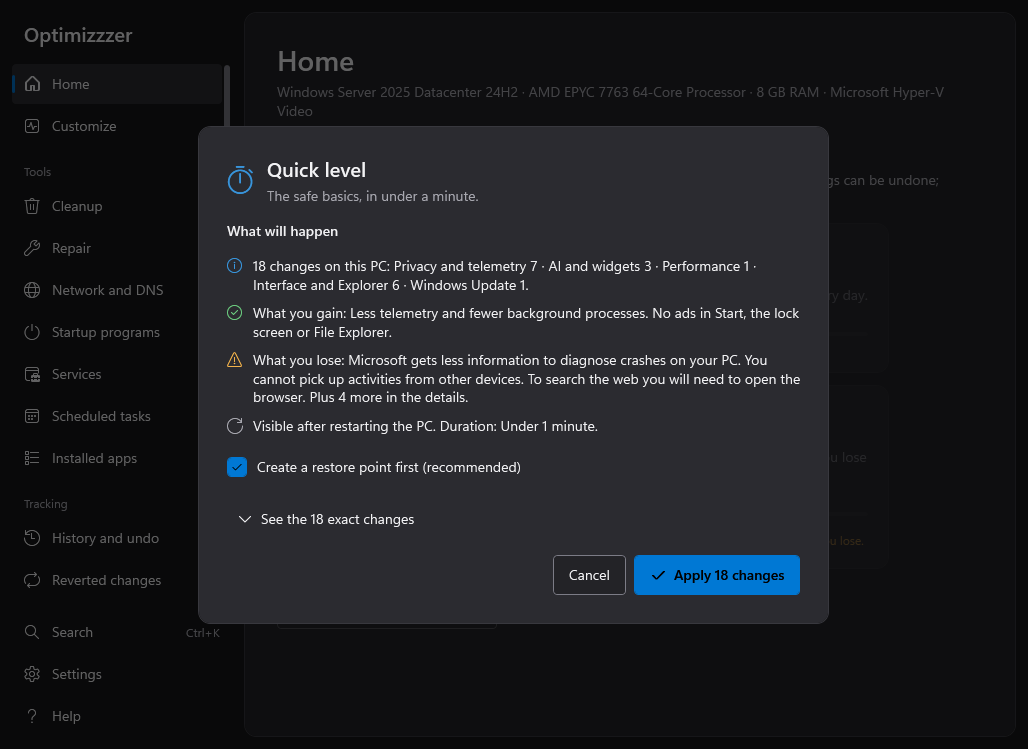 Optimizzzer
Home
Customize
Tools
Cleanup
Repair
Network and DNS
Startup programs
Services
Scheduled tasks
Installed apps
Tracking
History and undo
Reverted changes
Search
Ctrl+K
Settings
Help
Home
Windows Server 2025 Datacenter 24H2 · AMD EPYC 7763 64-Core Processor · 8 GB RAM · Microsoft Hyper-V
Video
can be undone;
ry day.
u lose
u lose.
Quick level
The safe basics, in under a minute.
What will happen
18 changes on this PC: Privacy and telemetry 7 · AI and widgets 3 · Performance 1 ·
Interface and Explorer 6 · Windows Update 1.
What you gain: Less telemetry and fewer background processes. No ads in Start, the lock
screen or File Explorer.
What you lose: Microsoft gets less information to diagnose crashes on your PC. You
cannot pick up activities from other devices. To search the web you will need to open the
browser. Plus 4 more in the details.
Visible after restarting the PC. Duration: Under 1 minute.
Create a restore point first (recommended)
See the 18 exact changes
Cancel
Apply 18 changes